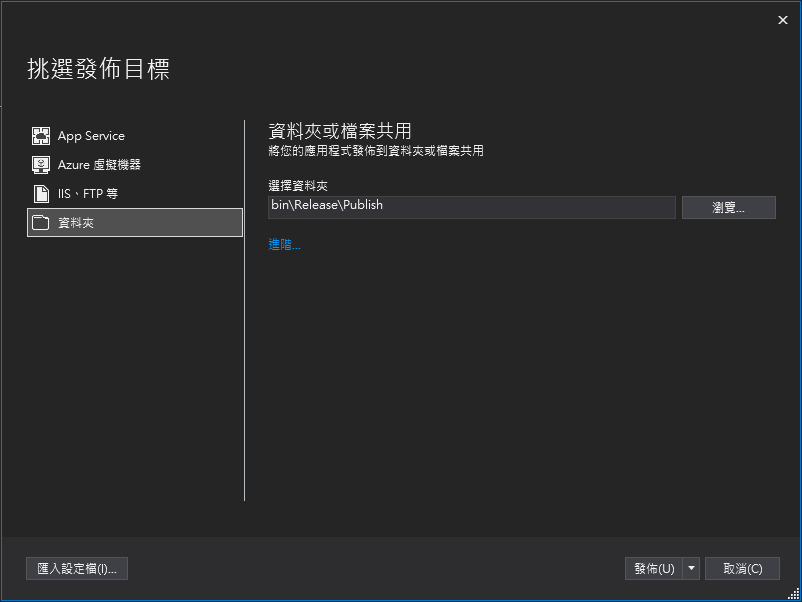 挑選發佈目標
App Service
Azure 虛擬機器
IIS、FTP 等
資料夾
資料夾或檔案共用
將您的應用程式發佈到資料夾或檔案共用
選擇資料夾
bin\Release\Publish
瀏覽...
進階...
匯入設定檔(I)...
發佈(U)
取消(C)